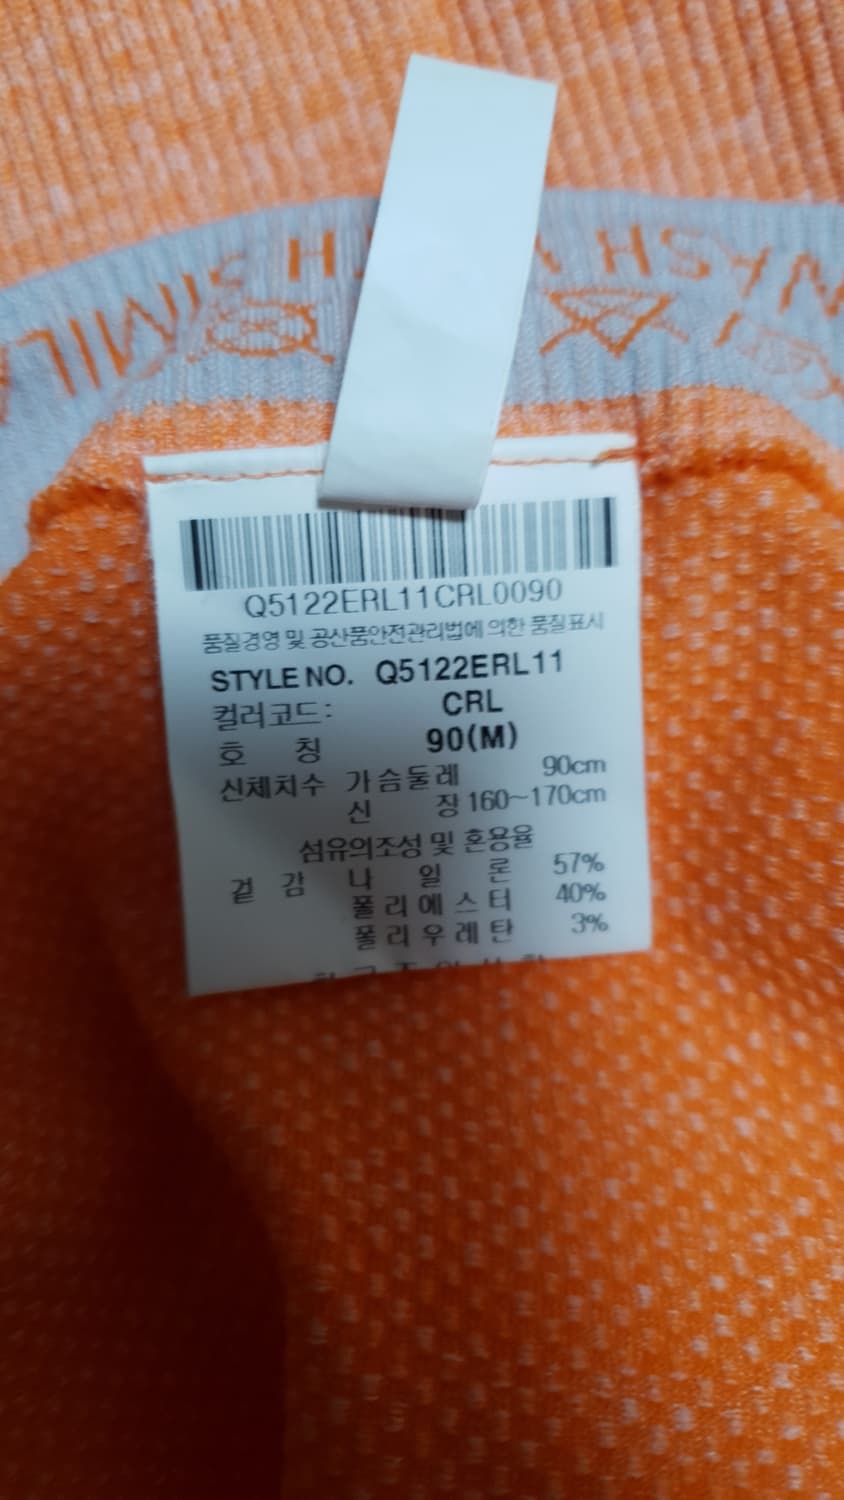 WASH
SIMIL
Q5122ERL11CRL0090
품질경영 및 공산품안전관리법에 의한 품질표시
STYLE NO. Q5122ERL11
컬러코드: CRL
호 칭 90(M)
신체치수 가슴둘레 90cm
신 장 160~170cm
섬유의조성 및 혼용율
겉 감 나 일 론 57%
폴리에스터 40%
폴리우레탄 3%